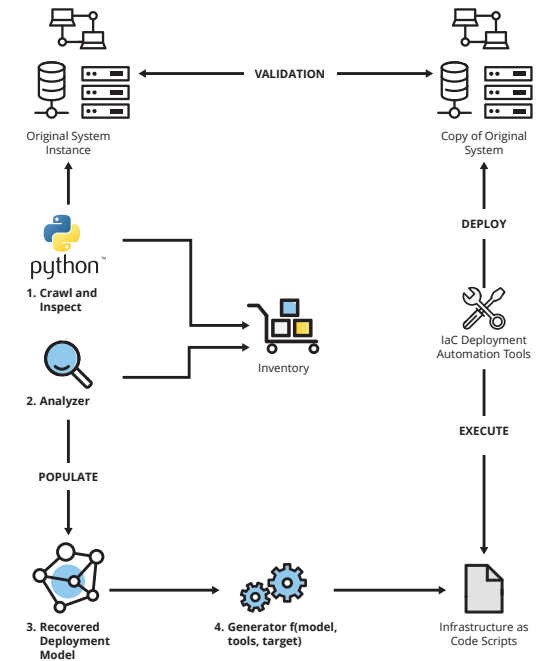 VALIDATION
Original System
Instance
Copy of Original
System
DEPLOY
python™
1. Crawl and
Inspect
IaC Deployment
Automation Tools
Inventory
2. Analyzer
EXECUTE
POPULATE
3. Recovered
Deployment
Model
4. Generator f(model,
tools, target)
Infrastructure as
Code Scripts